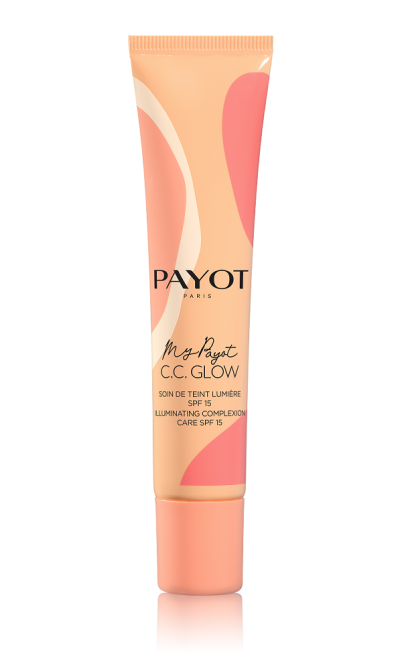 PAYOT
PARIS
My Payot
C.C. GLOW
SOIN DE TEINT LUMIÈRE
SPF 15
ILLUMINATING COMPLEXION
CARE SPF 15